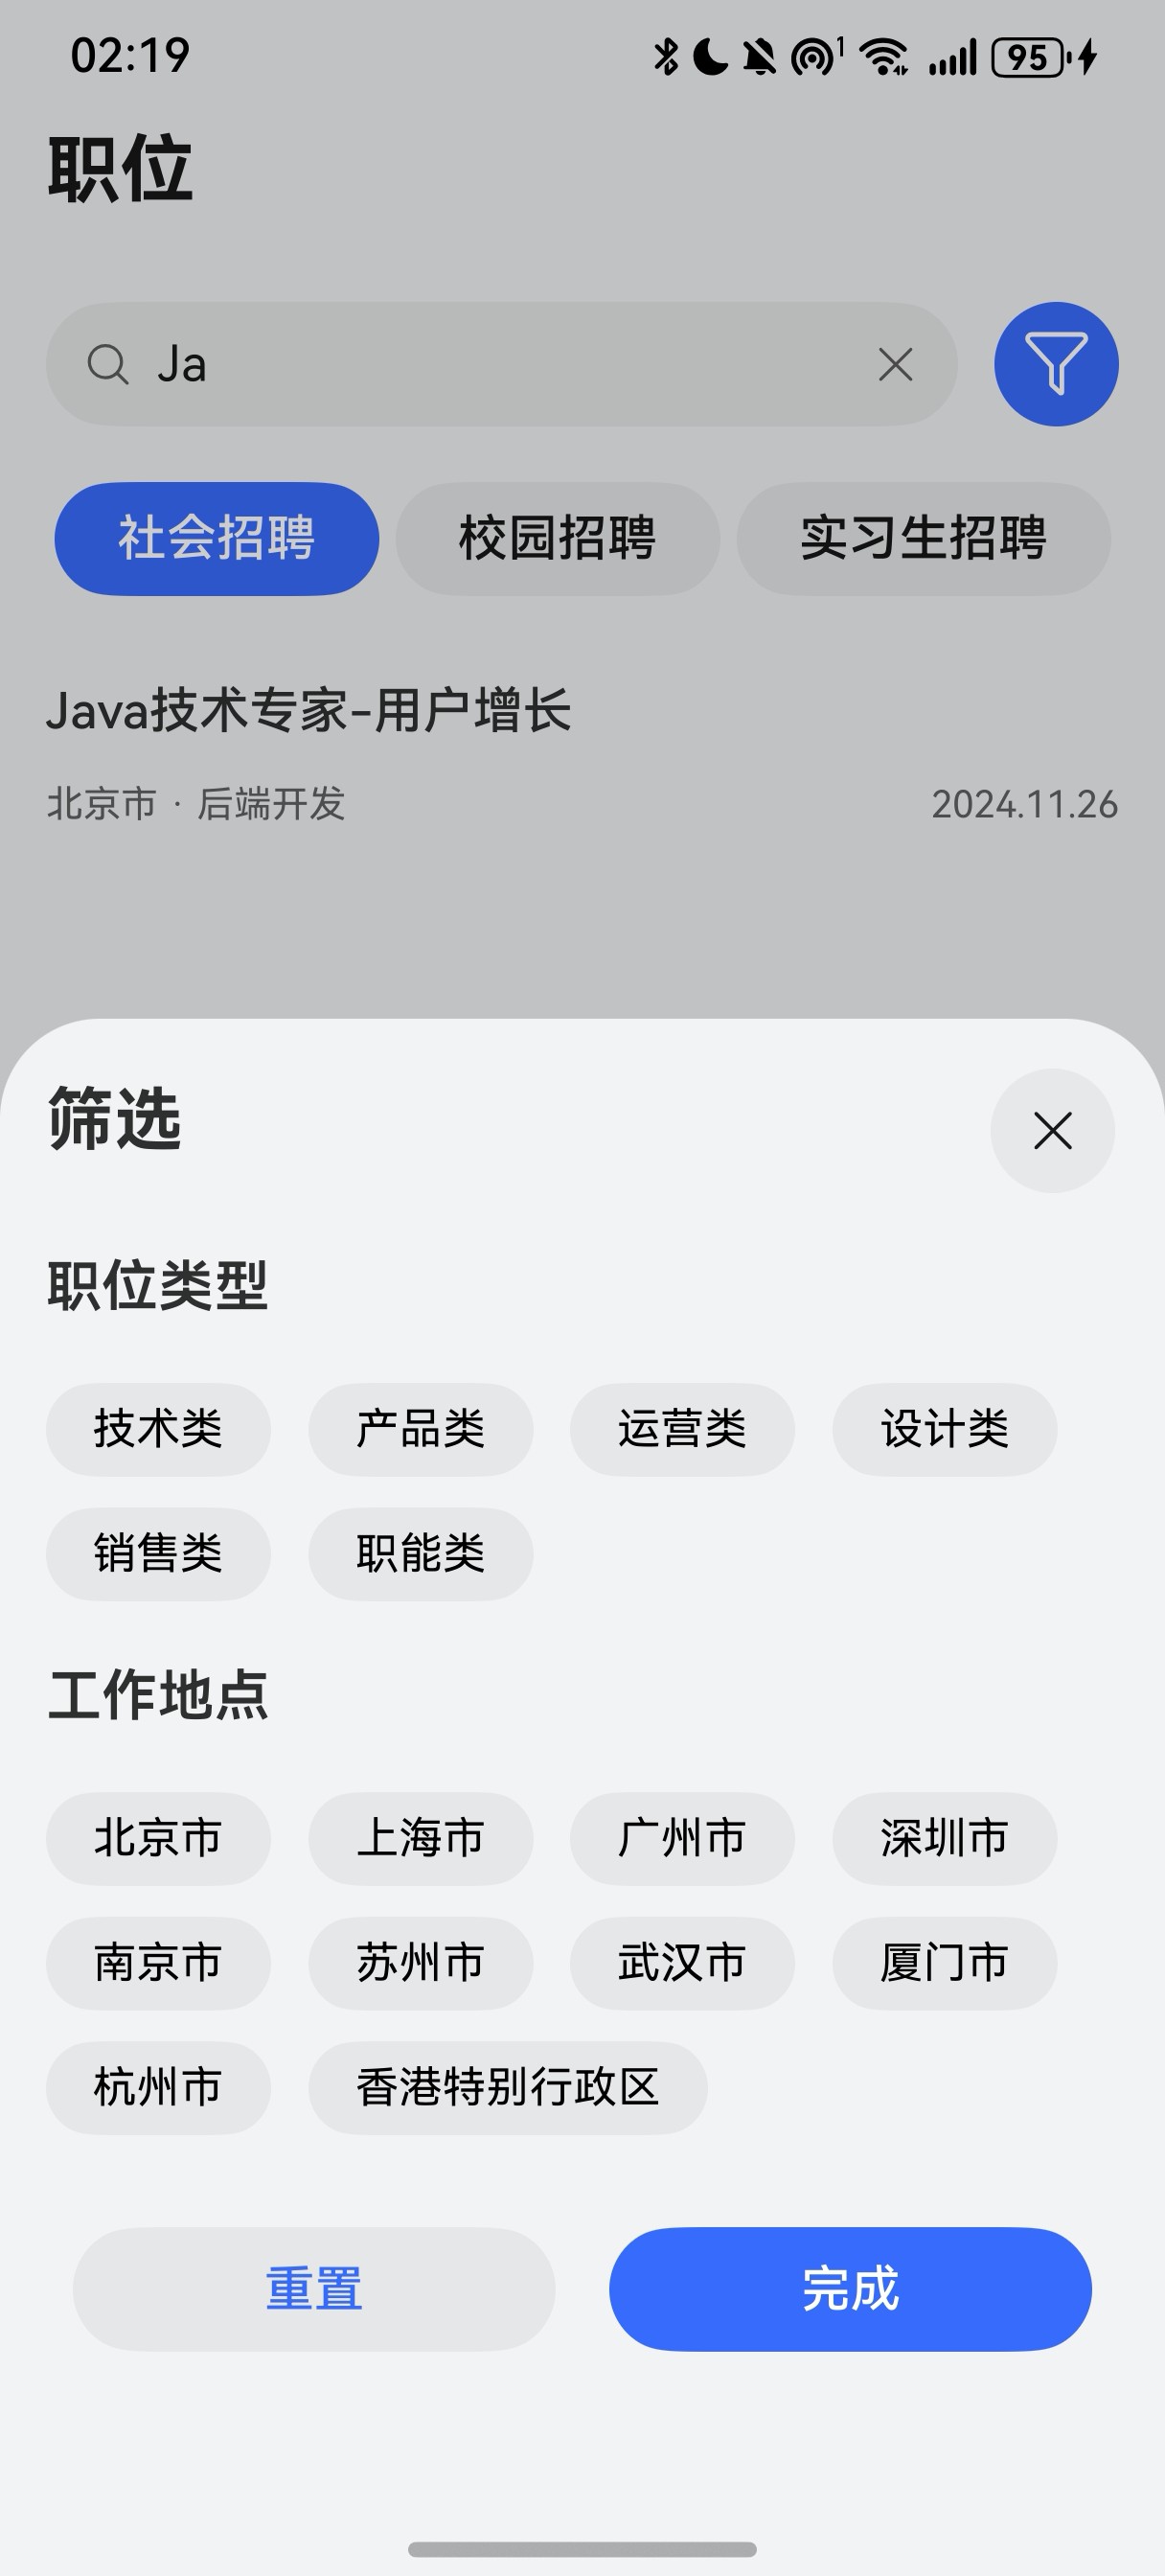 02:19
1
95
职位
Ja
社会招聘 校园招聘 实习生招聘
Java技术专家-用户增长
北京市 · 后端开发 2024.11.26
筛选
职位类型
技术类 产品类 运营类 设计类
销售类 职能类
工作地点
北京市 上海市 广州市 深圳市
南京市 苏州市 武汉市 厦门市
杭州市 香港特别行政区
重置 完成